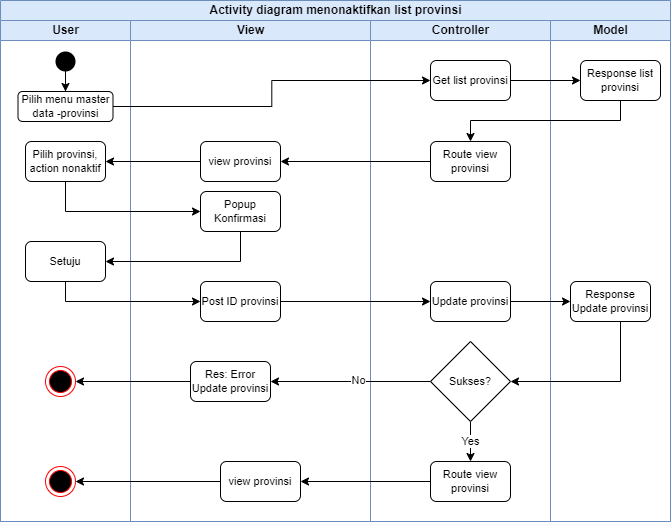 Activity diagram menonaktifkan list provinsi
User
View
Controller
Model
Pilih menu master
data -provinsi
Get list provinsi
Response list
provinsi
Pilih provinsi,
action nonaktif
view provinsi
Route view
provinsi
Popup
Konfirmasi
Setuju
Post ID provinsi
Update provinsi
Response
Update provinsi
Res: Error
Update provinsi
No
Sukses?
Yes
view provinsi
Route view
provinsi